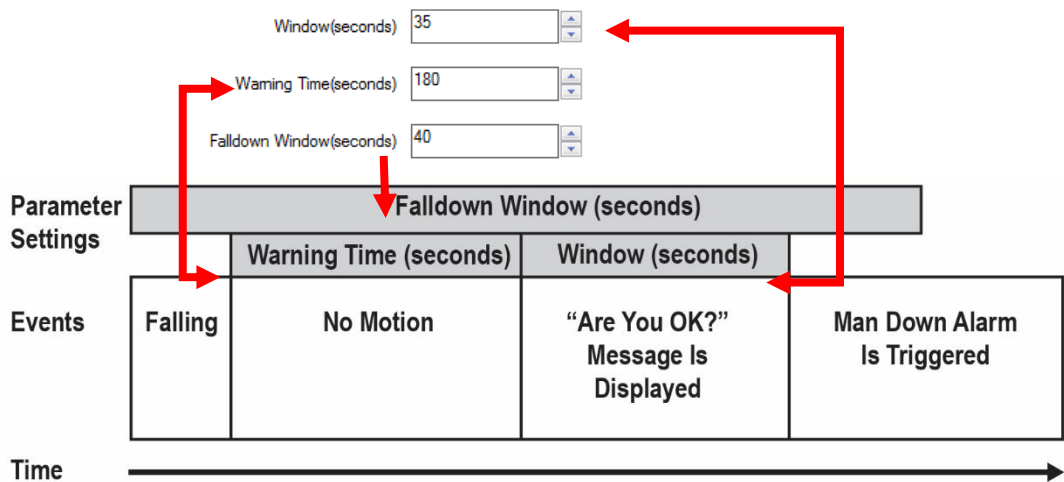 Window(seconds) 35
Warning Time(seconds) 180
Falldown Window(seconds) 40
Parameter
Settings
Falldown Window (seconds)
Warning Time (seconds)
Window (seconds)
Events
Falling
No Motion
“Are You OK?”
Message Is
Displayed
Man Down Alarm
Is Triggered
Time